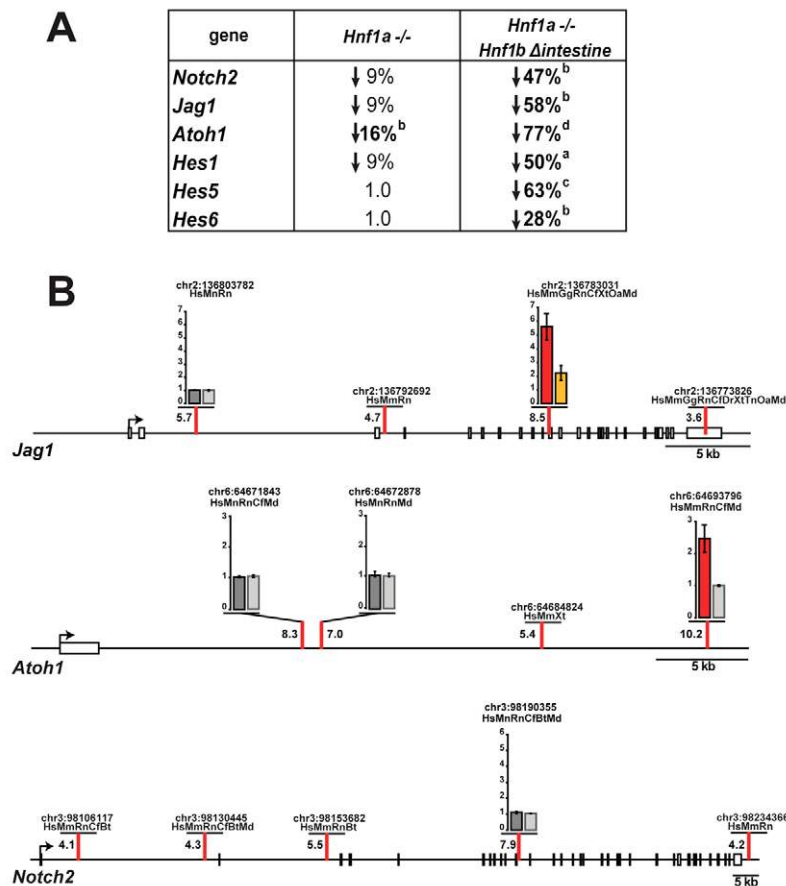 A
gene Hnf1a -/- Hnf1a -/-
Hnf1b Δintestine
Notch2 ↓ 9% ↓47%b
Jag1 ↓ 9% ↓58%b
Atoh1 ↓16%b ↓77%d
Hes1 ↓ 9% ↓50%a
Hes5 1.0 ↓63%c
Hes6 1.0 ↓28%b
B
chr2:136803782
HsMnRn
7
6
5
4
3
2
1
0
5.7
chr2:136792692
HsMmRn
4.7
chr2:136783031
HsMmGgRnCfXtOaMd
7
6
5
4
3
2
1
0
8.5
chr2:136773826
HsMmGgRnCfDrXtTnOaMd
3.6
Jag1
5 kb
chr6:64671843
HsMnRnCfMd
3
2
1
0
8.3
chr6:64672878
HsMnRnMd
3
2
1
0
7.0
chr6:64684824
HsMmXt
5.4
chr6:64693796
HsMmRnCfMd
3
2
1
0
10.2
Atoh1
5 kb
chr3:98106117
HsMmRnCfBt
4.1
chr3:98130445
HsMmRnCfBtMd
4.3
chr3:98153682
HsMmRnBt
5.5
chr3:98190355
HsMnRnCfBtMd
6
5
4
3
2
1
0
7.9
chr3:98234366
HsMmRn
4.2
Notch2
5 kb